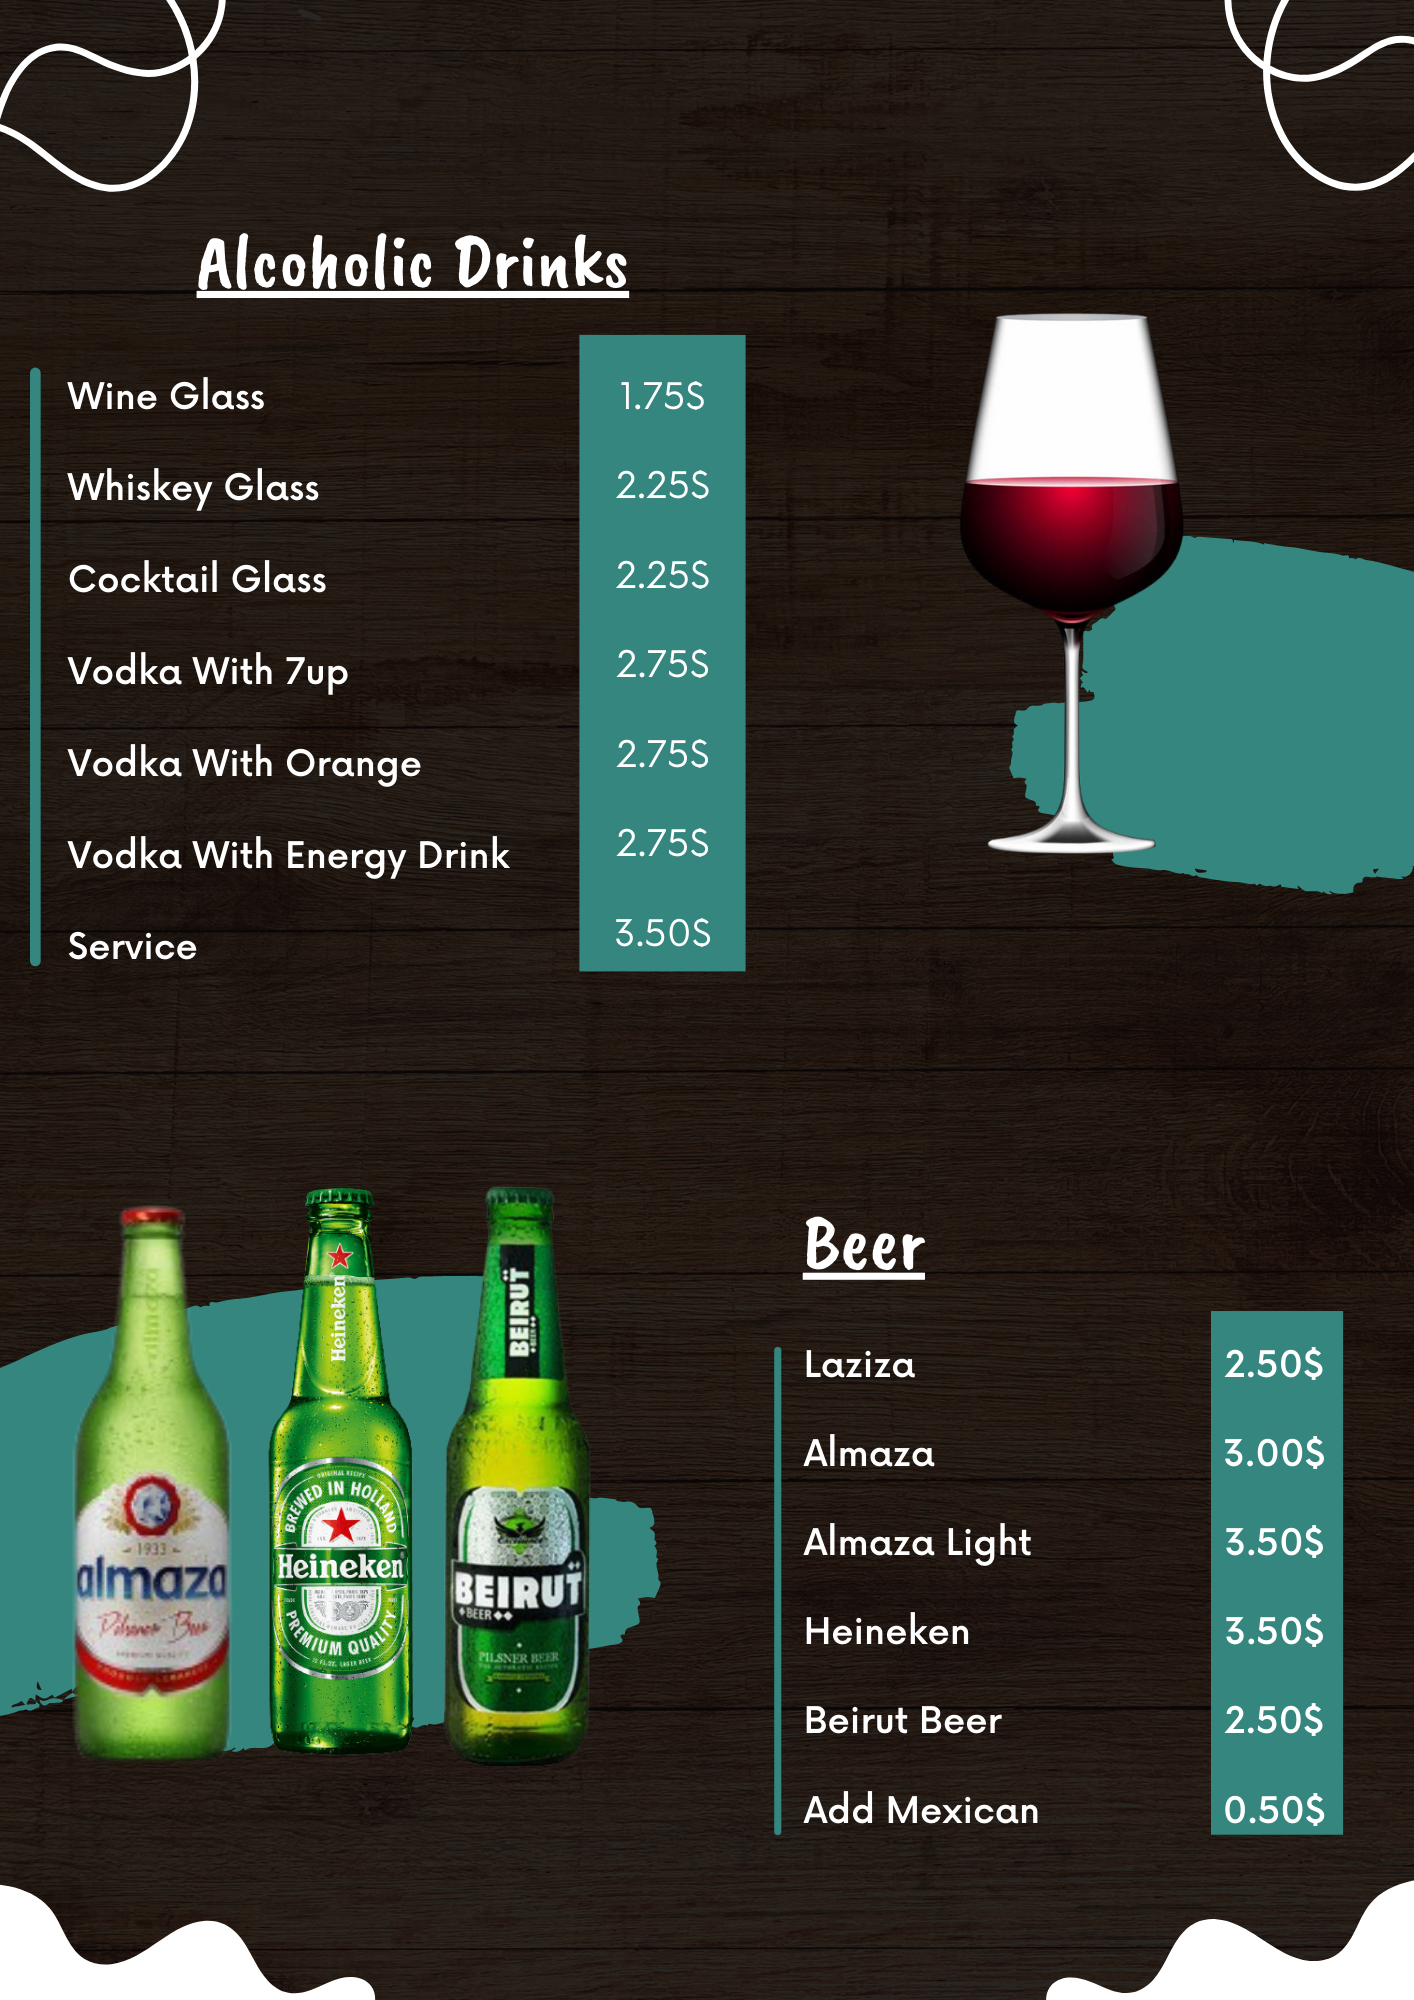 Alcoholic Drinks
Wine Glass 1.75S
Whiskey Glass 2.25S
Cocktail Glass 2.25S
Vodka With 7up 2.75S
Vodka With Orange 2.75S
Vodka With Energy Drink 2.75S
Service 3.50S
Beer
Laziza 2.50$
Almaza 3.00$
Almaza Light 3.50$
Heineken 3.50$
Beirut Beer 2.50$
Add Mexican 0.50$
almaza
1933
almaza
Pilsener Beer
Heineken
ORIGINAL RECIPE
BREWED IN HOLLAND
Heineken
PREMIUM QUALITY
BEIRUT
BEER
BEIRUT
BEER
PILSNER BEER